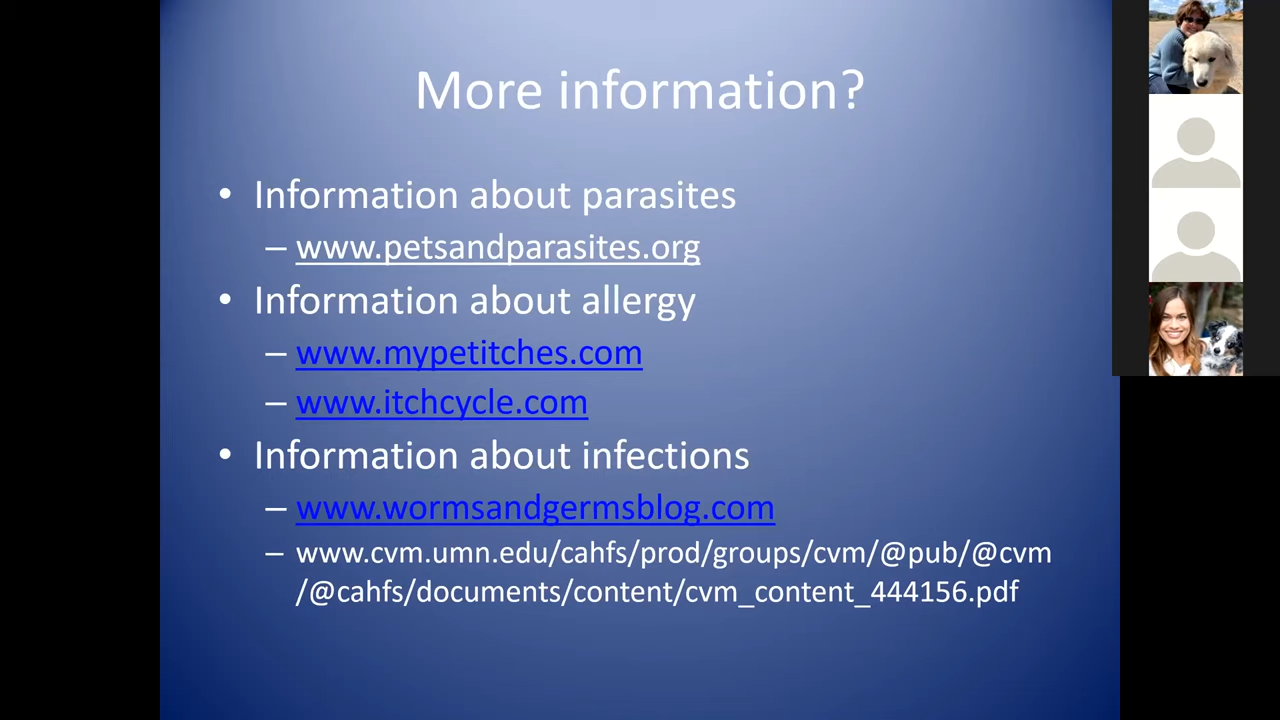 More information?
• Information about parasites
– www.petsandparasites.org
• Information about allergy
– www.mypetitches.com
– www.itchcycle.com
• Information about infections
– www.wormsandgermsblog.com
– www.cvm.umn.edu/cahfs/prod/groups/cvm/@pub/@cvm
/@cahfs/documents/content/cvm_content_444156.pdf